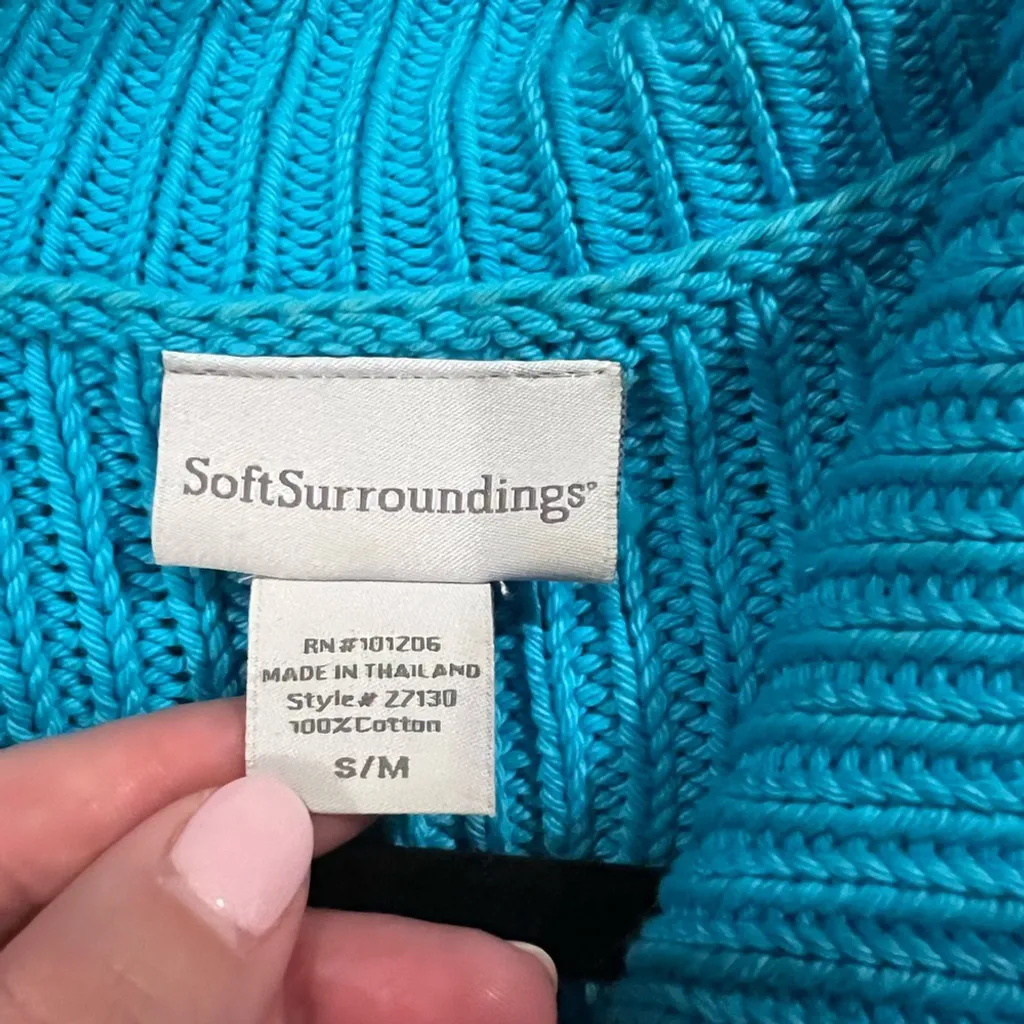 SoftSurroundings®
RN#101206
MADE IN THAILAND
Style# 27130
100%Cotton
S/M